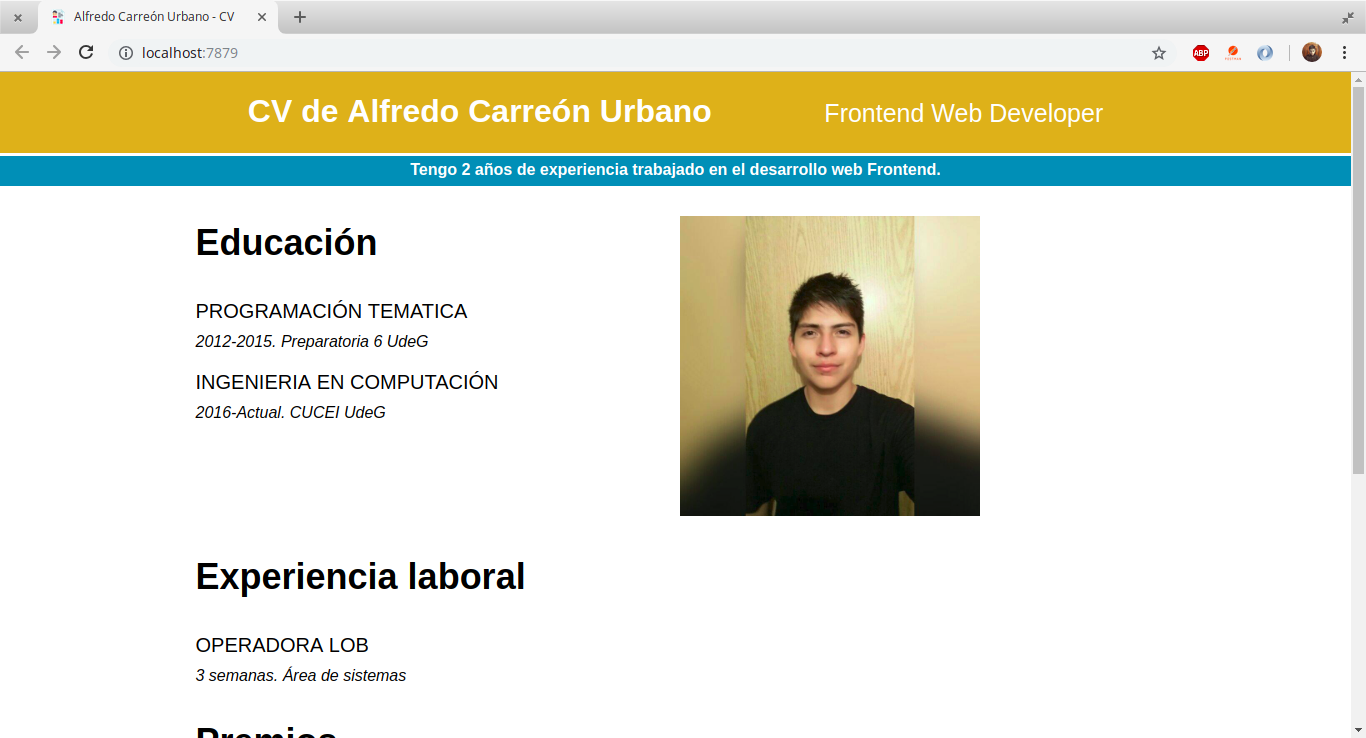 Alfredo Carreón Urbano - CV
localhost:7879
ABP
CV de Alfredo Carreón Urbano
Frontend Web Developer
Tengo 2 años de experiencia trabajado en el desarrollo web Frontend.
Educación
PROGRAMACIÓN TEMATICA
2012-2015. Preparatoria 6 UdeG
INGENIERIA EN COMPUTACIÓN
2016-Actual. CUCEI UdeG
Experiencia laboral
OPERADORA LOB
3 semanas. Área de sistemas
Premios